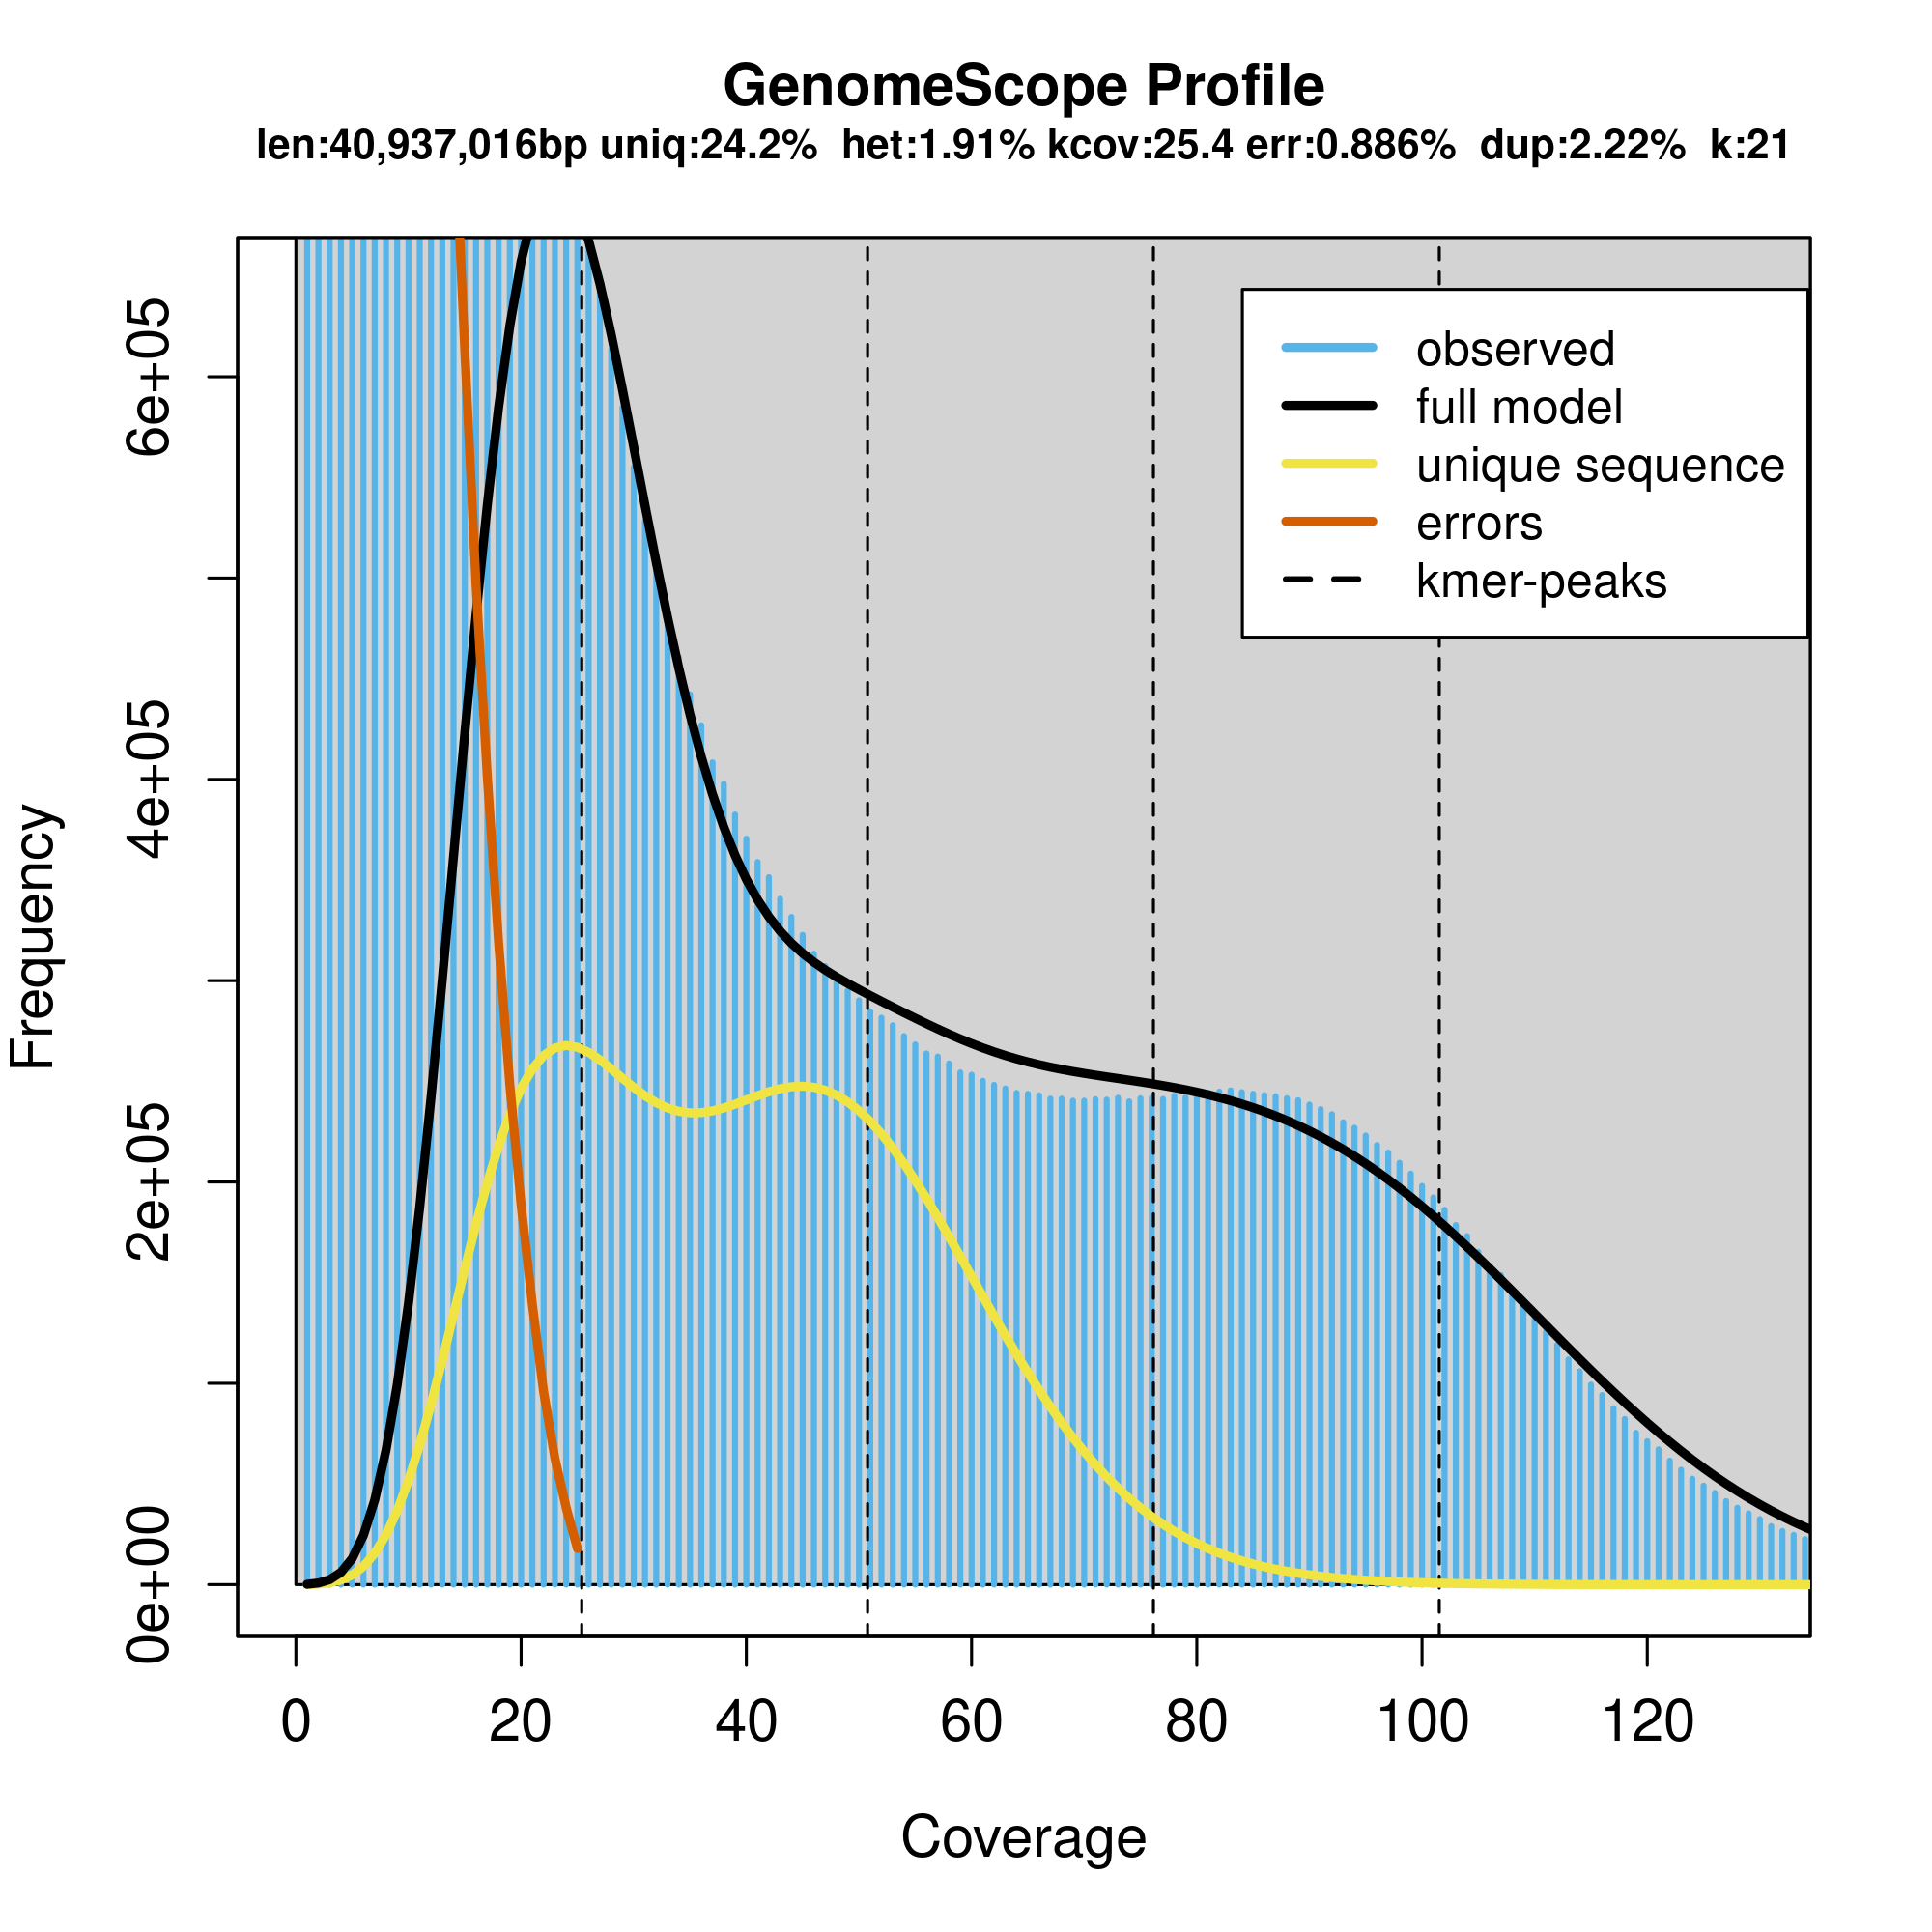 GenomeScope Profile
len:40,937,016bp uniq:24.2% het:1.91% kcov:25.4 err:0.886% dup:2.22% k:21
observed
full model
unique sequence
errors
kmer-peaks
Frequency
6e+05
4e+05
2e+05
0e+00
0 20 40 60 80 100 120
Coverage